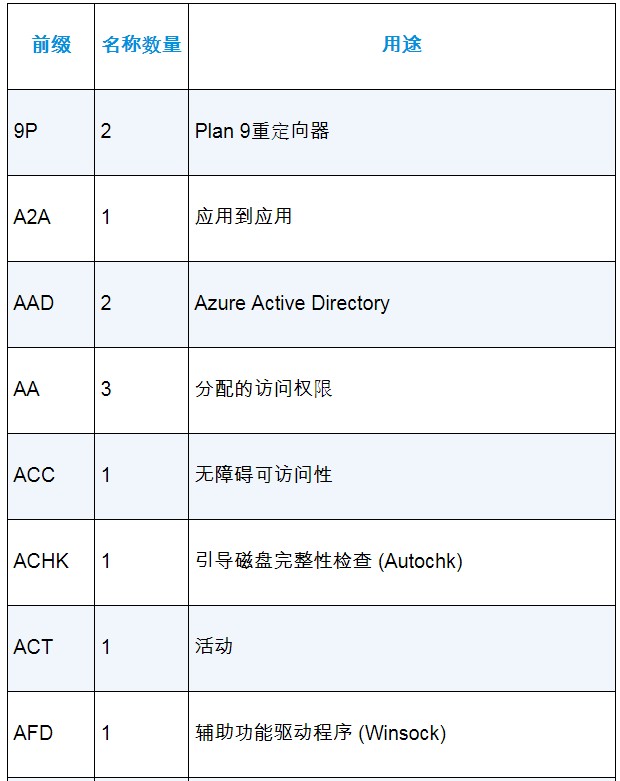 前缀 名称数量 用途
9P 2 Plan 9重定向器
A2A 1 应用到应用
AAD 2 Azure Active Directory
AA 3 分配的访问权限
ACC 1 无障碍可访问性
ACHK 1 引导磁盘完整性检查 (Autochk)
ACT 1 活动
AFD 1 辅助功能驱动程序 (Winsock)